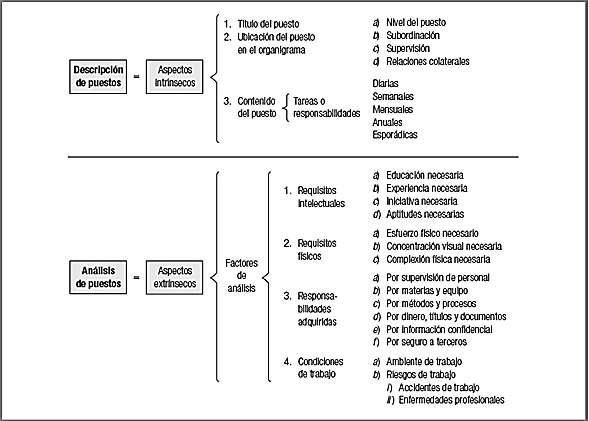 Descripción
de puestos
=
Aspectos
intrínsecos
1. Título del puesto
2. Ubicación del puesto
en el organigrama
a) Nivel del puesto
b) Subordinación
c) Supervisión
d) Relaciones colaterales
3. Contenido
del puesto
Tareas o
responsabilidades
Diarias
Semanales
Mensuales
Anuales
Esporádicas
Análisis
de puestos
=
Aspectos
extrínsecos
Factores
de
análisis
1. Requisitos
intelectuales
a) Educación necesaria
b) Experiencia necesaria
c) Iniciativa necesaria
d) Aptitudes necesarias
2. Requisitos
físicos
a) Esfuerzo físico necesario
b) Concentración visual necesaria
c) Complexión física necesaria
3. Responsa-
bilidades
adquiridas
a) Por supervisión de personal
b) Por materias y equipo
c) Por métodos y procesos
d) Por dinero, títulos y documentos
e) Por información confidencial
f) Por seguro a terceros
4. Condiciones
de trabajo
a) Ambiente de trabajo
b) Riesgos de trabajo
i) Accidentes de trabajo
ii) Enfermedades profesionales